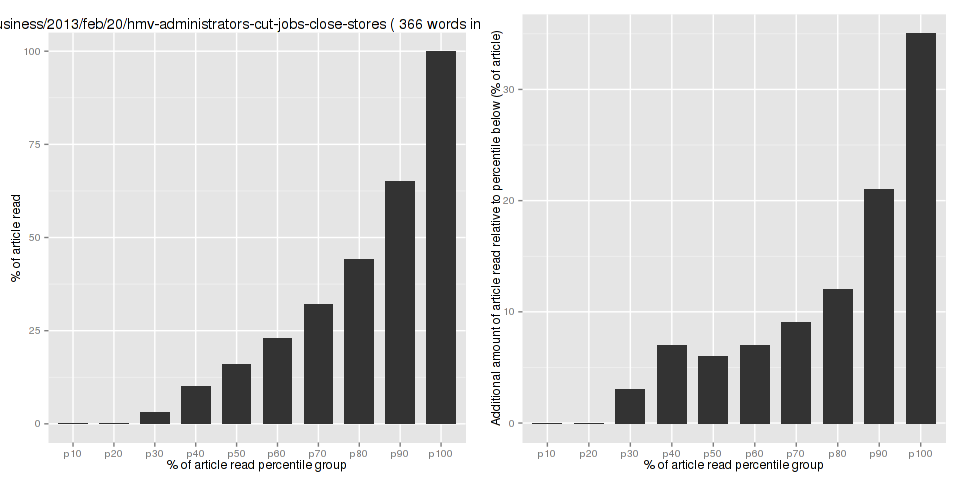 usiness/2013/feb/20/hmv-administrators-cut-jobs-close-stores ( 366 words in
% of article read
100
75
50
25
0
p10 p20 p30 p40 p50 p60 p70 p80 p90 p100
% of article read percentile group
Additional amount of article read relative to percentile below (% of article)
30
20
10
0
p10 p20 p30 p40 p50 p60 p70 p80 p90 p100
% of article read percentile group